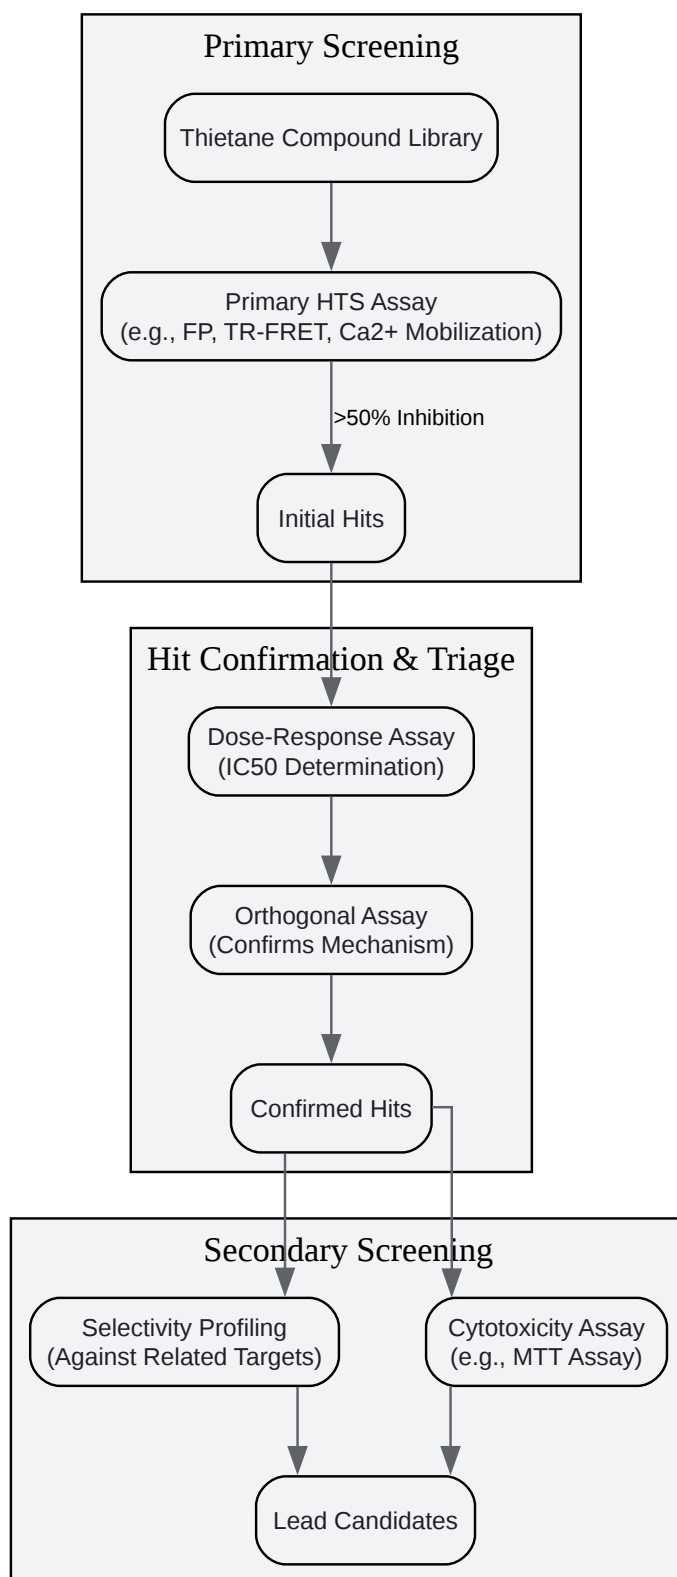 Primary Screening
Thietane Compound Library
Primary HTS Assay
(e.g., FP, TR-FRET, Ca2+ Mobilization)
>50% Inhibition
Initial Hits
Hit Confirmation & Triage
Dose-Response Assay
(IC50 Determination)
Orthogonal Assay
(Confirms Mechanism)
Confirmed Hits
Secondary Screening
Selectivity Profiling
(Against Related Targets)
Cytotoxicity Assay
(e.g., MTT Assay)
Lead Candidates